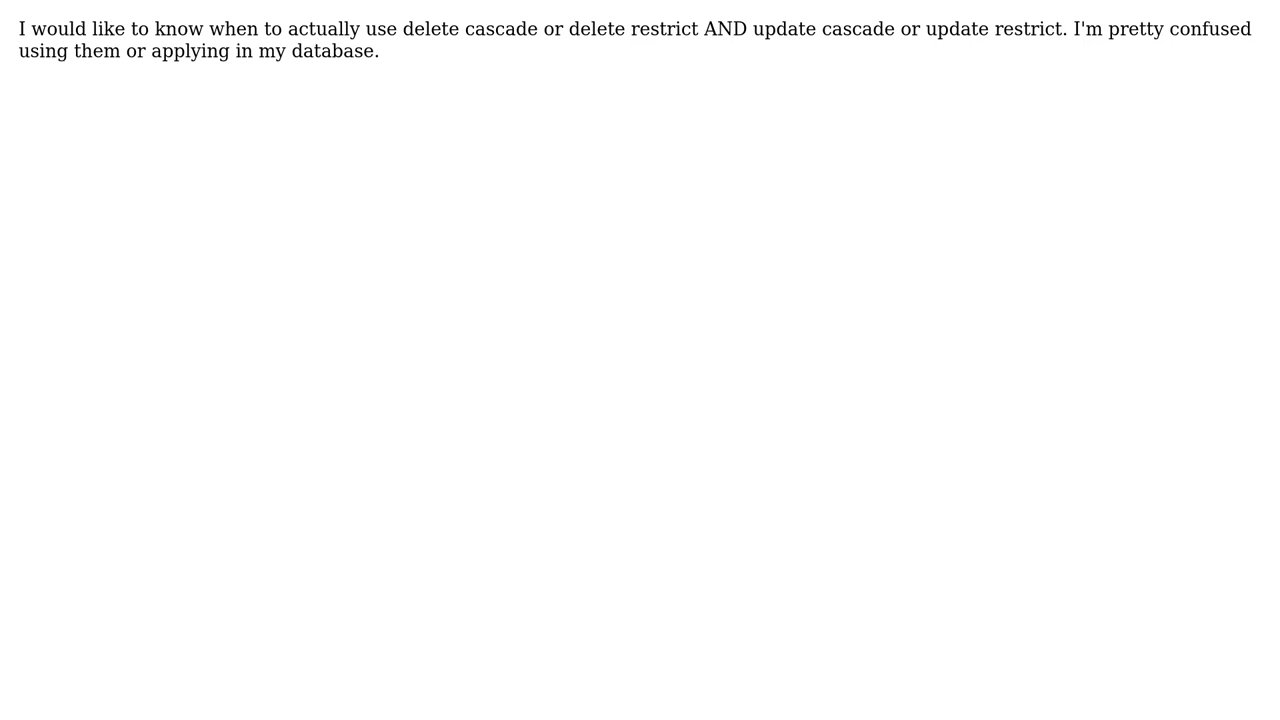 I would like to know when to actually use delete cascade or delete restrict AND update cascade or update restrict. I'm pretty confused
using them or applying in my database.